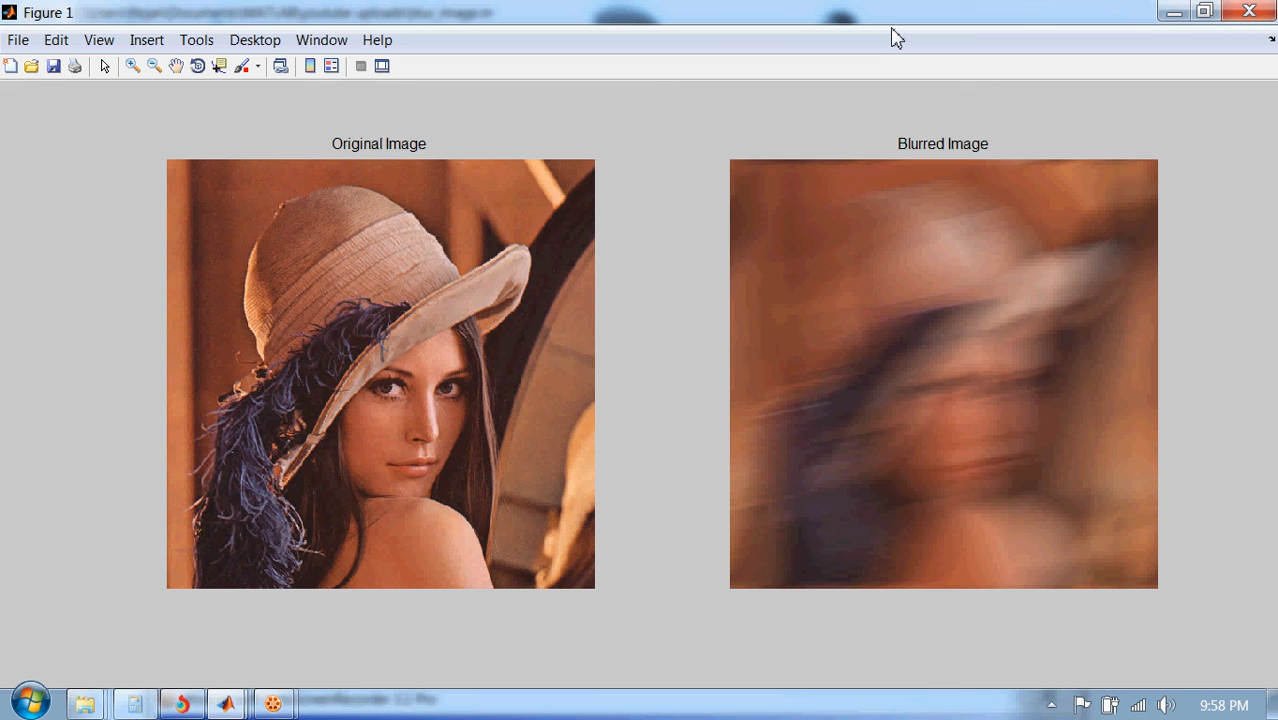 Figure 1
File Edit View Insert Tools Desktop Window Help
Original Image
Blurred Image
9:58 PM